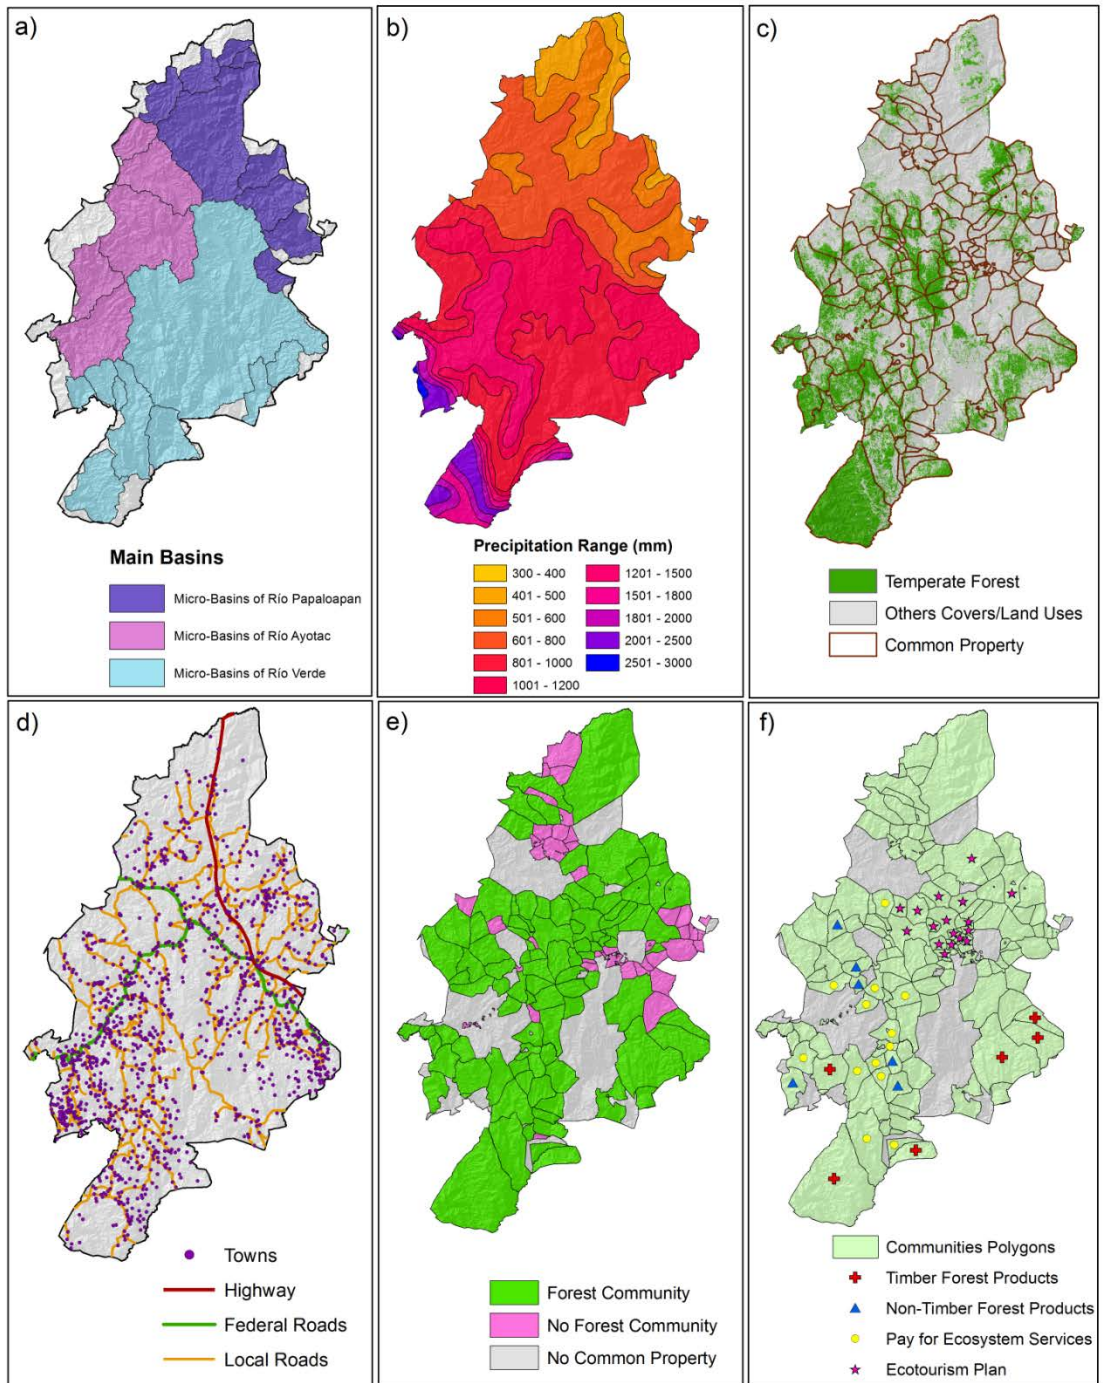 a)
Main Basins
Micro-Basins of Río Papaloapan
Micro-Basins of Río Ayotac
Micro-Basins of Río Verde
b)
Precipitation Range (mm)
300 - 400
401 - 500
501 - 600
601 - 800
801 - 1000
1001 - 1200
1201 - 1500
1501 - 1800
1801 - 2000
2001 - 2500
2501 - 3000
c)
Temperate Forest
Others Covers/Land Uses
Common Property
d)
Towns
Highway
Federal Roads
Local Roads
e)
Forest Community
No Forest Community
No Common Property
f)
Communities Polygons
Timber Forest Products
Non-Timber Forest Products
Pay for Ecosystem Services
Ecotourism Plan